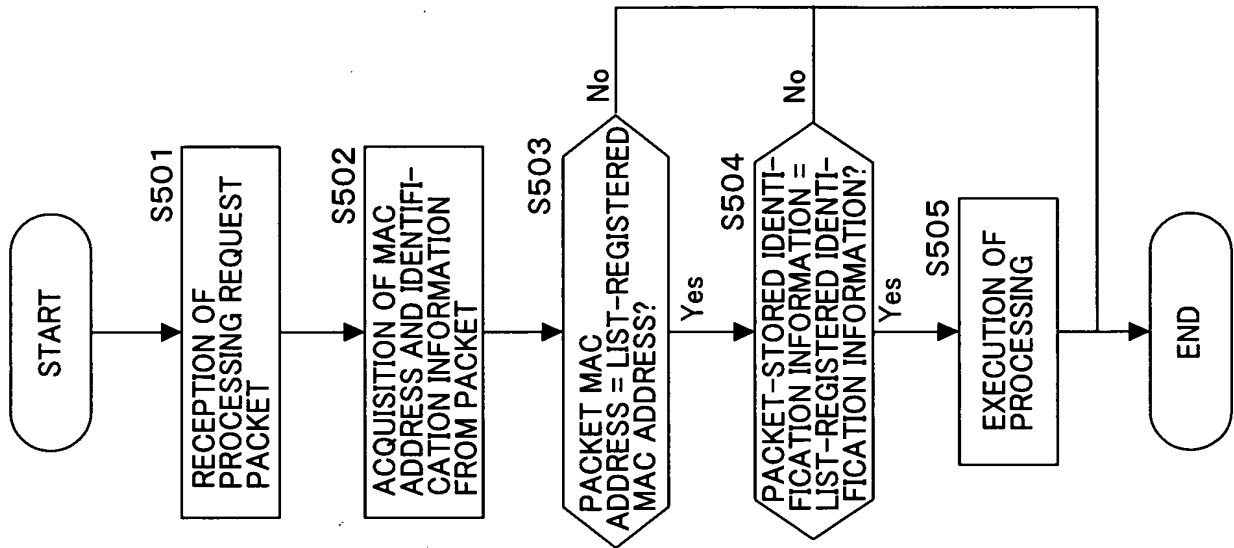 START
S501
RECEPTION OF
PROCESSING REQUEST
PACKET
S502
ACQUISITION OF MAC
ADDRESS AND IDENTIFI-
CATION INFORMATION
FROM PACKET
S503
PACKET MAC
ADDRESS = LIST-REGISTERED
MAC ADDRESS?
No
Yes
S504
PACKET-STORED IDENTI-
FICATION INFORMATION =
LIST-REGISTERED IDENTI-
FICATION INFORMATION?
No
Yes
S505
EXECUTION OF
PROCESSING
END